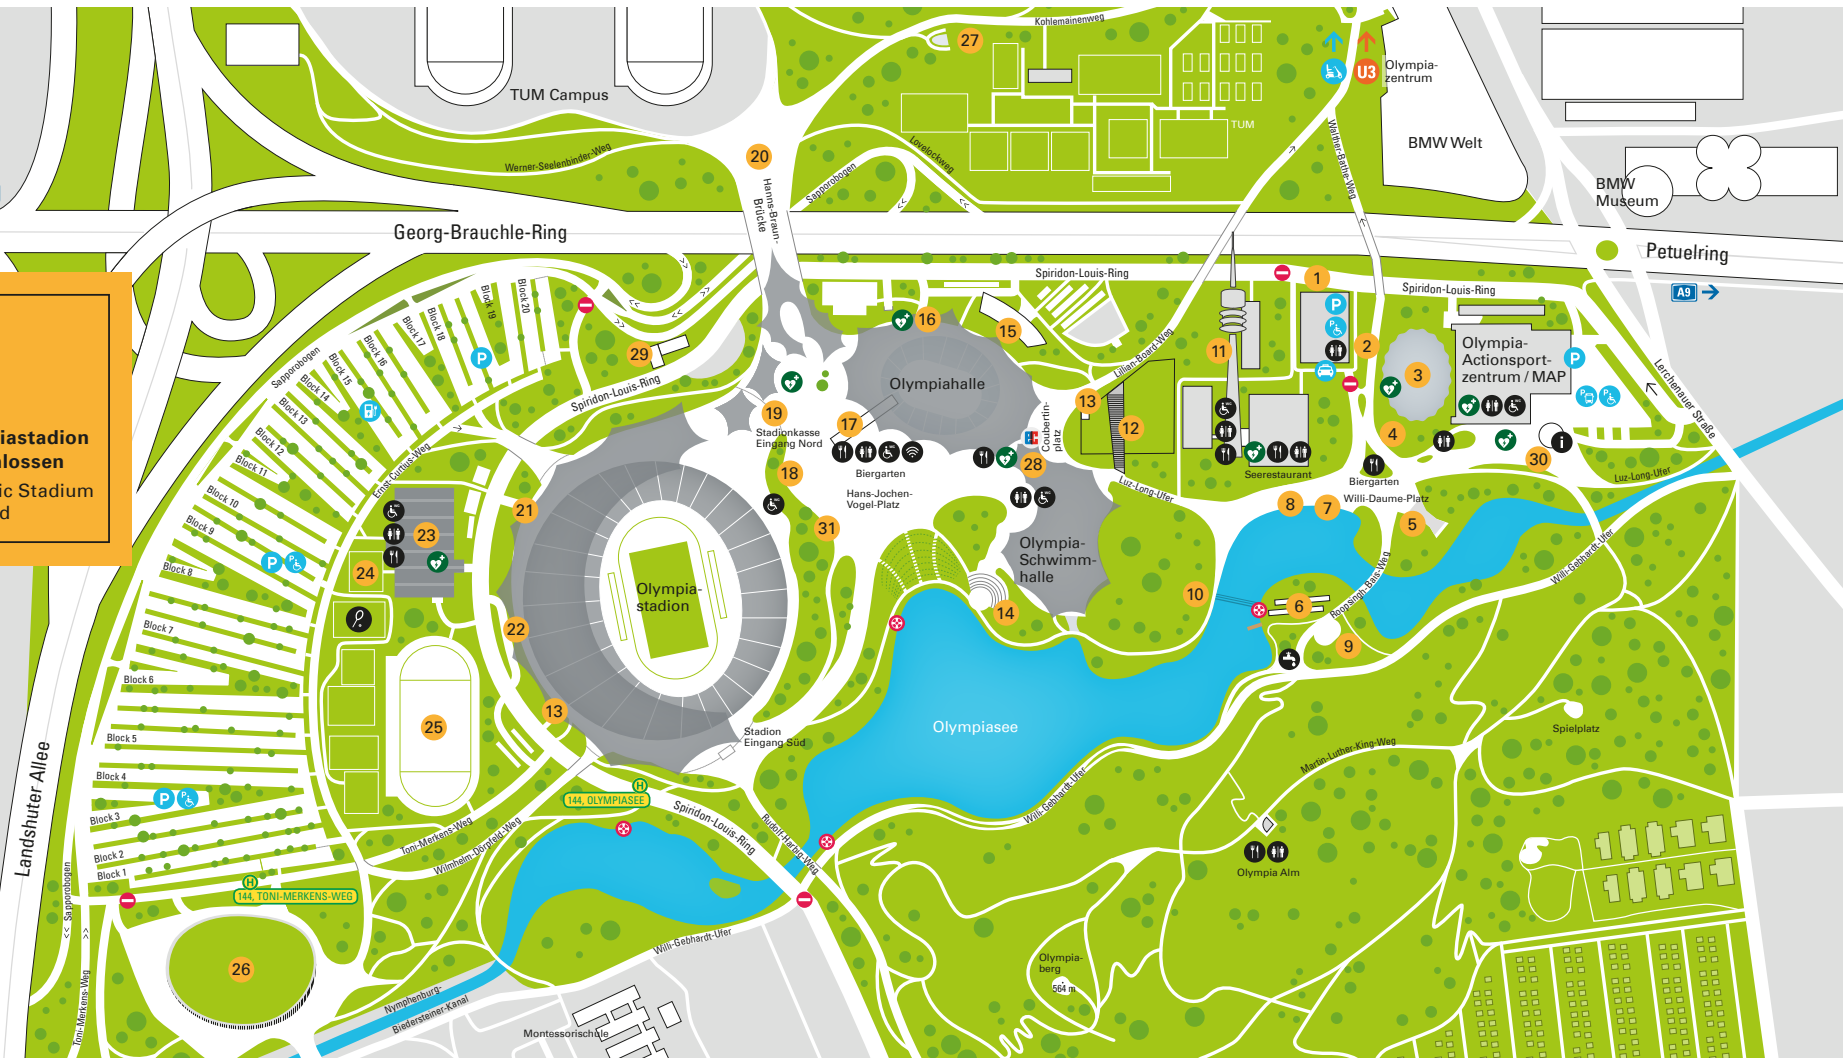 Kohlemainenweg
27
U3
Olympia-
zentrum
TUM Campus
TUM
BMW Welt
Werner-Seelenbinder-Weg
20
Lovelockweg
Sapporobogen
Walther-Bathe-Weg
BMW
Museum
Hans-Braun-
Brücke
Georg-Brauchle-Ring
Petuelring
A9
Spiridon-Louis-Ring
1
Spiridon-Louis-Ring
P
P
Block 20
Block 19
Block 18
Block 17
Block 16
Block 15
Block 14
Block 13
Block 12
Block 11
Block 10
Block 9
Block 8
Block 7
Block 6
Block 5
Block 4
Block 3
Block 2
Block 1
Sapporobogen
P
29
Spiridon-Louis-Ring
16
15
Olympiahalle
Lillian-Board-Weg
11
2
3
Olympia-
Actionsport-
zentrum / MAP
P
P
P
Lerchenauer Straße
19
Stadionkasse
Eingang Nord
17
13
12
Coubertin-
platz
4
28
Biergarten
Seerestaurant
Biergarten
i
30
Luz-Long-Ufer
Luz-Long-Ufer
Willi-Daume-Platz
18
Hans-Jochen-
Vogel-Platz
31
8
7
5
iastadion
lossen
ic Stadium
d
Ernst-Curtius-Weg
21
23
24
P
P
Olympia-
stadion
Olympia-
Schwimm-
halle
Willi-Gebhardt-Ufer
Roopsingh-Bais-Weg
10
6
14
9
22
13
25
Stadion
Eingang Süd
Olympiasee
Spielplatz
Martin-Luther-King-Weg
Willi-Gebhardt-Ufer
Landshuter Allee
P
P
H
144, OLYMPIASEE
Spiridon-Louis-Ring
Rudolf-Harbig-Weg
Toni-Merkens-Weg
Wilmheim-Dörpfeld-Weg
Olympia Alm
H
144, TONI-MERKENS-WEG
Sapporobogen
Willi-Gebhardt-Ufer
26
Toni-Merkens-Weg
Nymphenburg-
Biedersteiner-Kanal
Olympia-
berg
564 m
Montessorischule